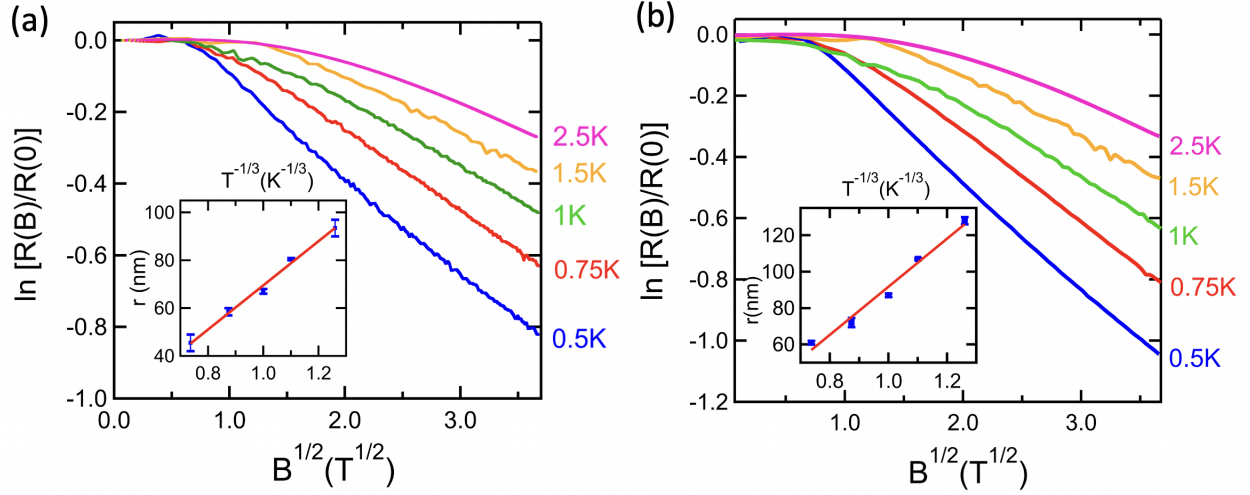 (a)
ln [R(B)/R(0)]
0.0
-0.2
-0.4
-0.6
-0.8
-1.0
0.0
1.0
2.0
3.0
B^1/2(T^1/2)
2.5K
1.5K
1K
0.75K
0.5K
T^-1/3(K^-1/3)
r (nm)
100
80
60
40
0.8
1.0
1.2
(b)
ln [R(B)/R(0)]
0.0
-0.2
-0.4
-0.6
-0.8
-1.0
-1.2
1.0
2.0
3.0
B^1/2(T^1/2)
2.5K
1.5K
1K
0.75K
0.5K
T^-1/3(K^-1/3)
r(nm)
120
100
80
60
0.8
1.0
1.2